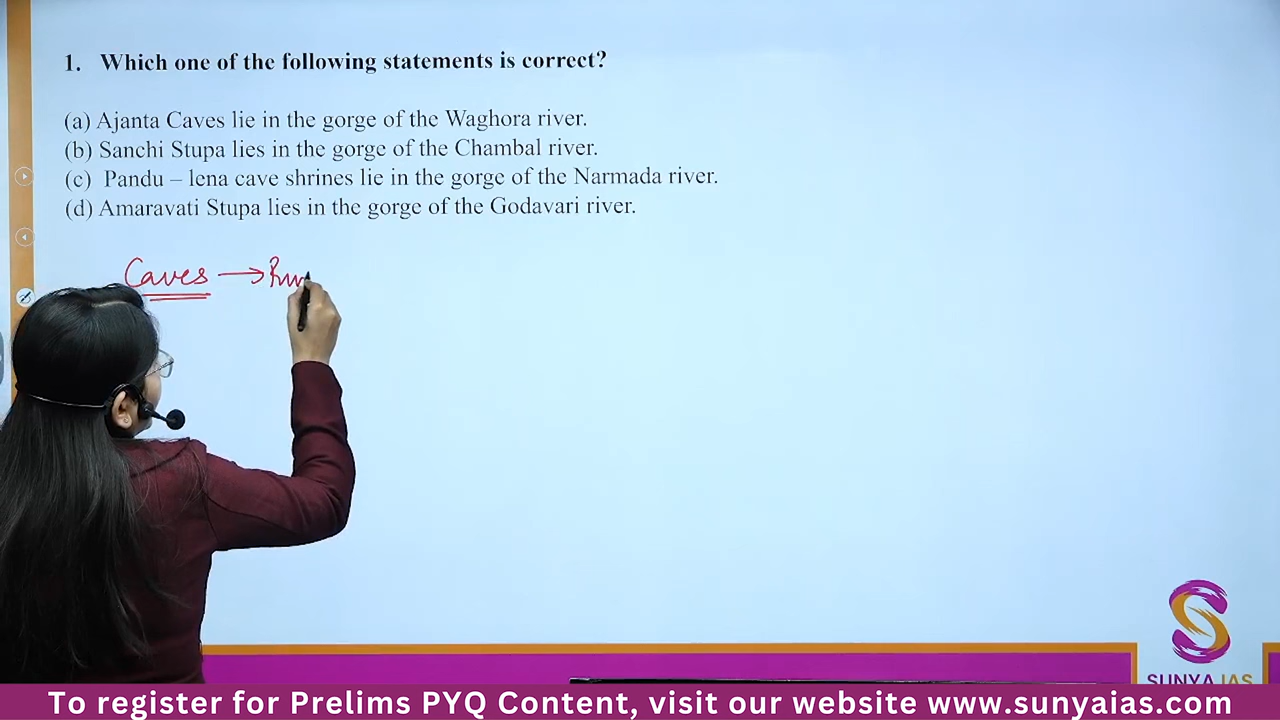 1. Which one of the following statements is correct?
(a) Ajanta Caves lie in the gorge of the Waghora river.
(b) Sanchi Stupa lies in the gorge of the Chambal river.
(c) Pandu – lena cave shrines lie in the gorge of the Narmada river.
(d) Amaravati Stupa lies in the gorge of the Godavari river.
Caves →
SUNYA IAS
To register for Prelims PYQ Content, visit our website www.sunyaias.com